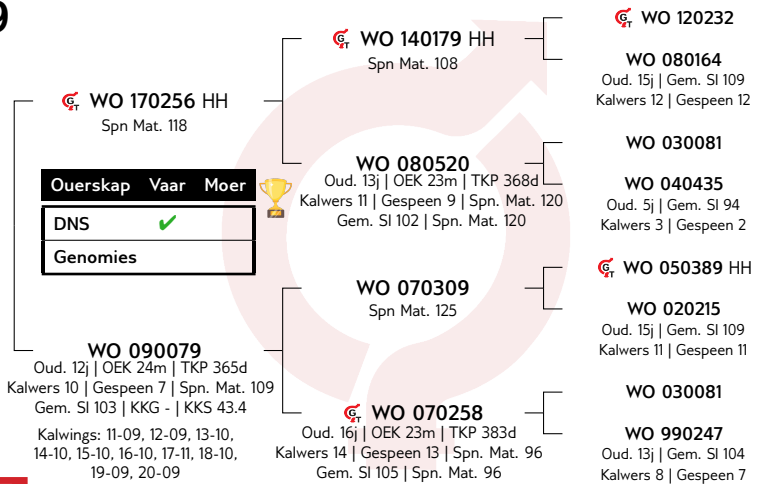 9
WO 170256 HH
Spn Mat. 118
Ouerskap Vaar Moer
DNS ✔
Genomies
WO 090079
Oud. 12j | OEK 24m | TKP 365d
Kalwers 10 | Gespeen 7 | Spn. Mat. 109
Gem. SI 103 | KKG - | KKS 43.4
Kalwings: 11-09, 12-09, 13-10,
14-10, 15-10, 16-10, 17-11, 18-10,
19-09, 20-09
GT WO 140179 HH
Spn Mat. 108
WO 080520
Oud. 13j | OEK 23m | TKP 368d
Kalwers 11 | Gespeen 9 | Spn. Mat. 120
Gem. SI 102 | Spn. Mat. 120
WO 070309
Spn Mat. 125
GT WO 070258
Oud. 16j | OEK 23m | TKP 383d
Kalwers 14 | Gespeen 13 | Spn. Mat. 96
Gem. SI 105 | Spn. Mat. 96
GT WO 120232
WO 080164
Oud. 15j | Gem. SI 109
Kalwers 12 | Gespeen 12
WO 030081
WO 040435
Oud. 5j | Gem. SI 94
Kalwers 3 | Gespeen 2
GT WO 050389 HH
WO 020215
Oud. 15j | Gem. SI 109
Kalwers 11 | Gespeen 11
WO 030081
WO 990247
Oud. 13j | Gem. SI 104
Kalwers 8 | Gespeen 7